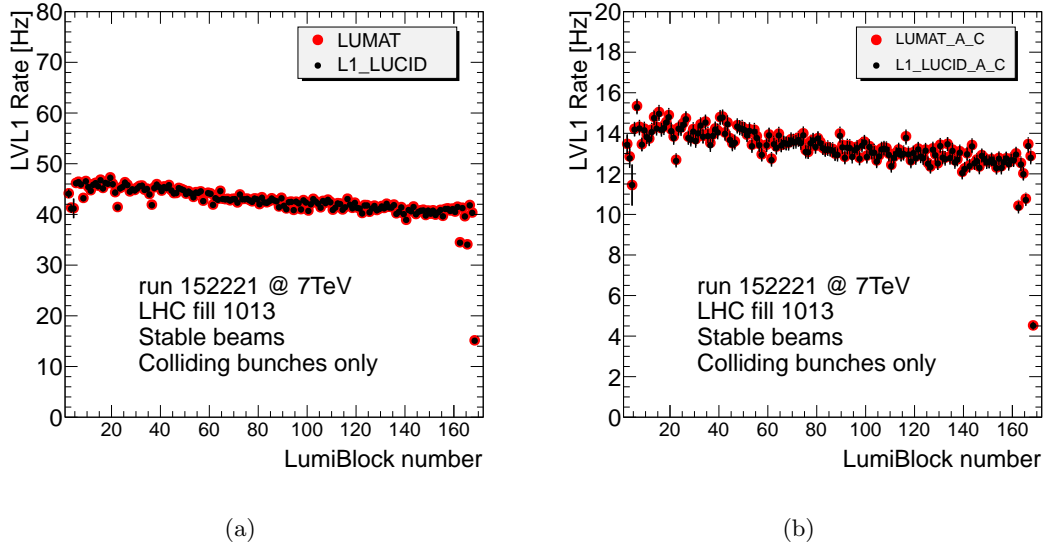 LVL1 Rate [Hz]
80
70
60
50
40
30
20
10
0
LUMAT
L1_LUCID
run 152221 @ 7TeV
LHC fill 1013
Stable beams
Colliding bunches only
20 40 60 80 100 120 140 160
LumiBlock number
(a)
LVL1 Rate [Hz]
20
18
16
14
12
10
8
6
4
2
0
LUMAT_A_C
L1_LUCID_A_C
run 152221 @ 7TeV
LHC fill 1013
Stable beams
Colliding bunches only
20 40 60 80 100 120 140 160
LumiBlock number
(b)